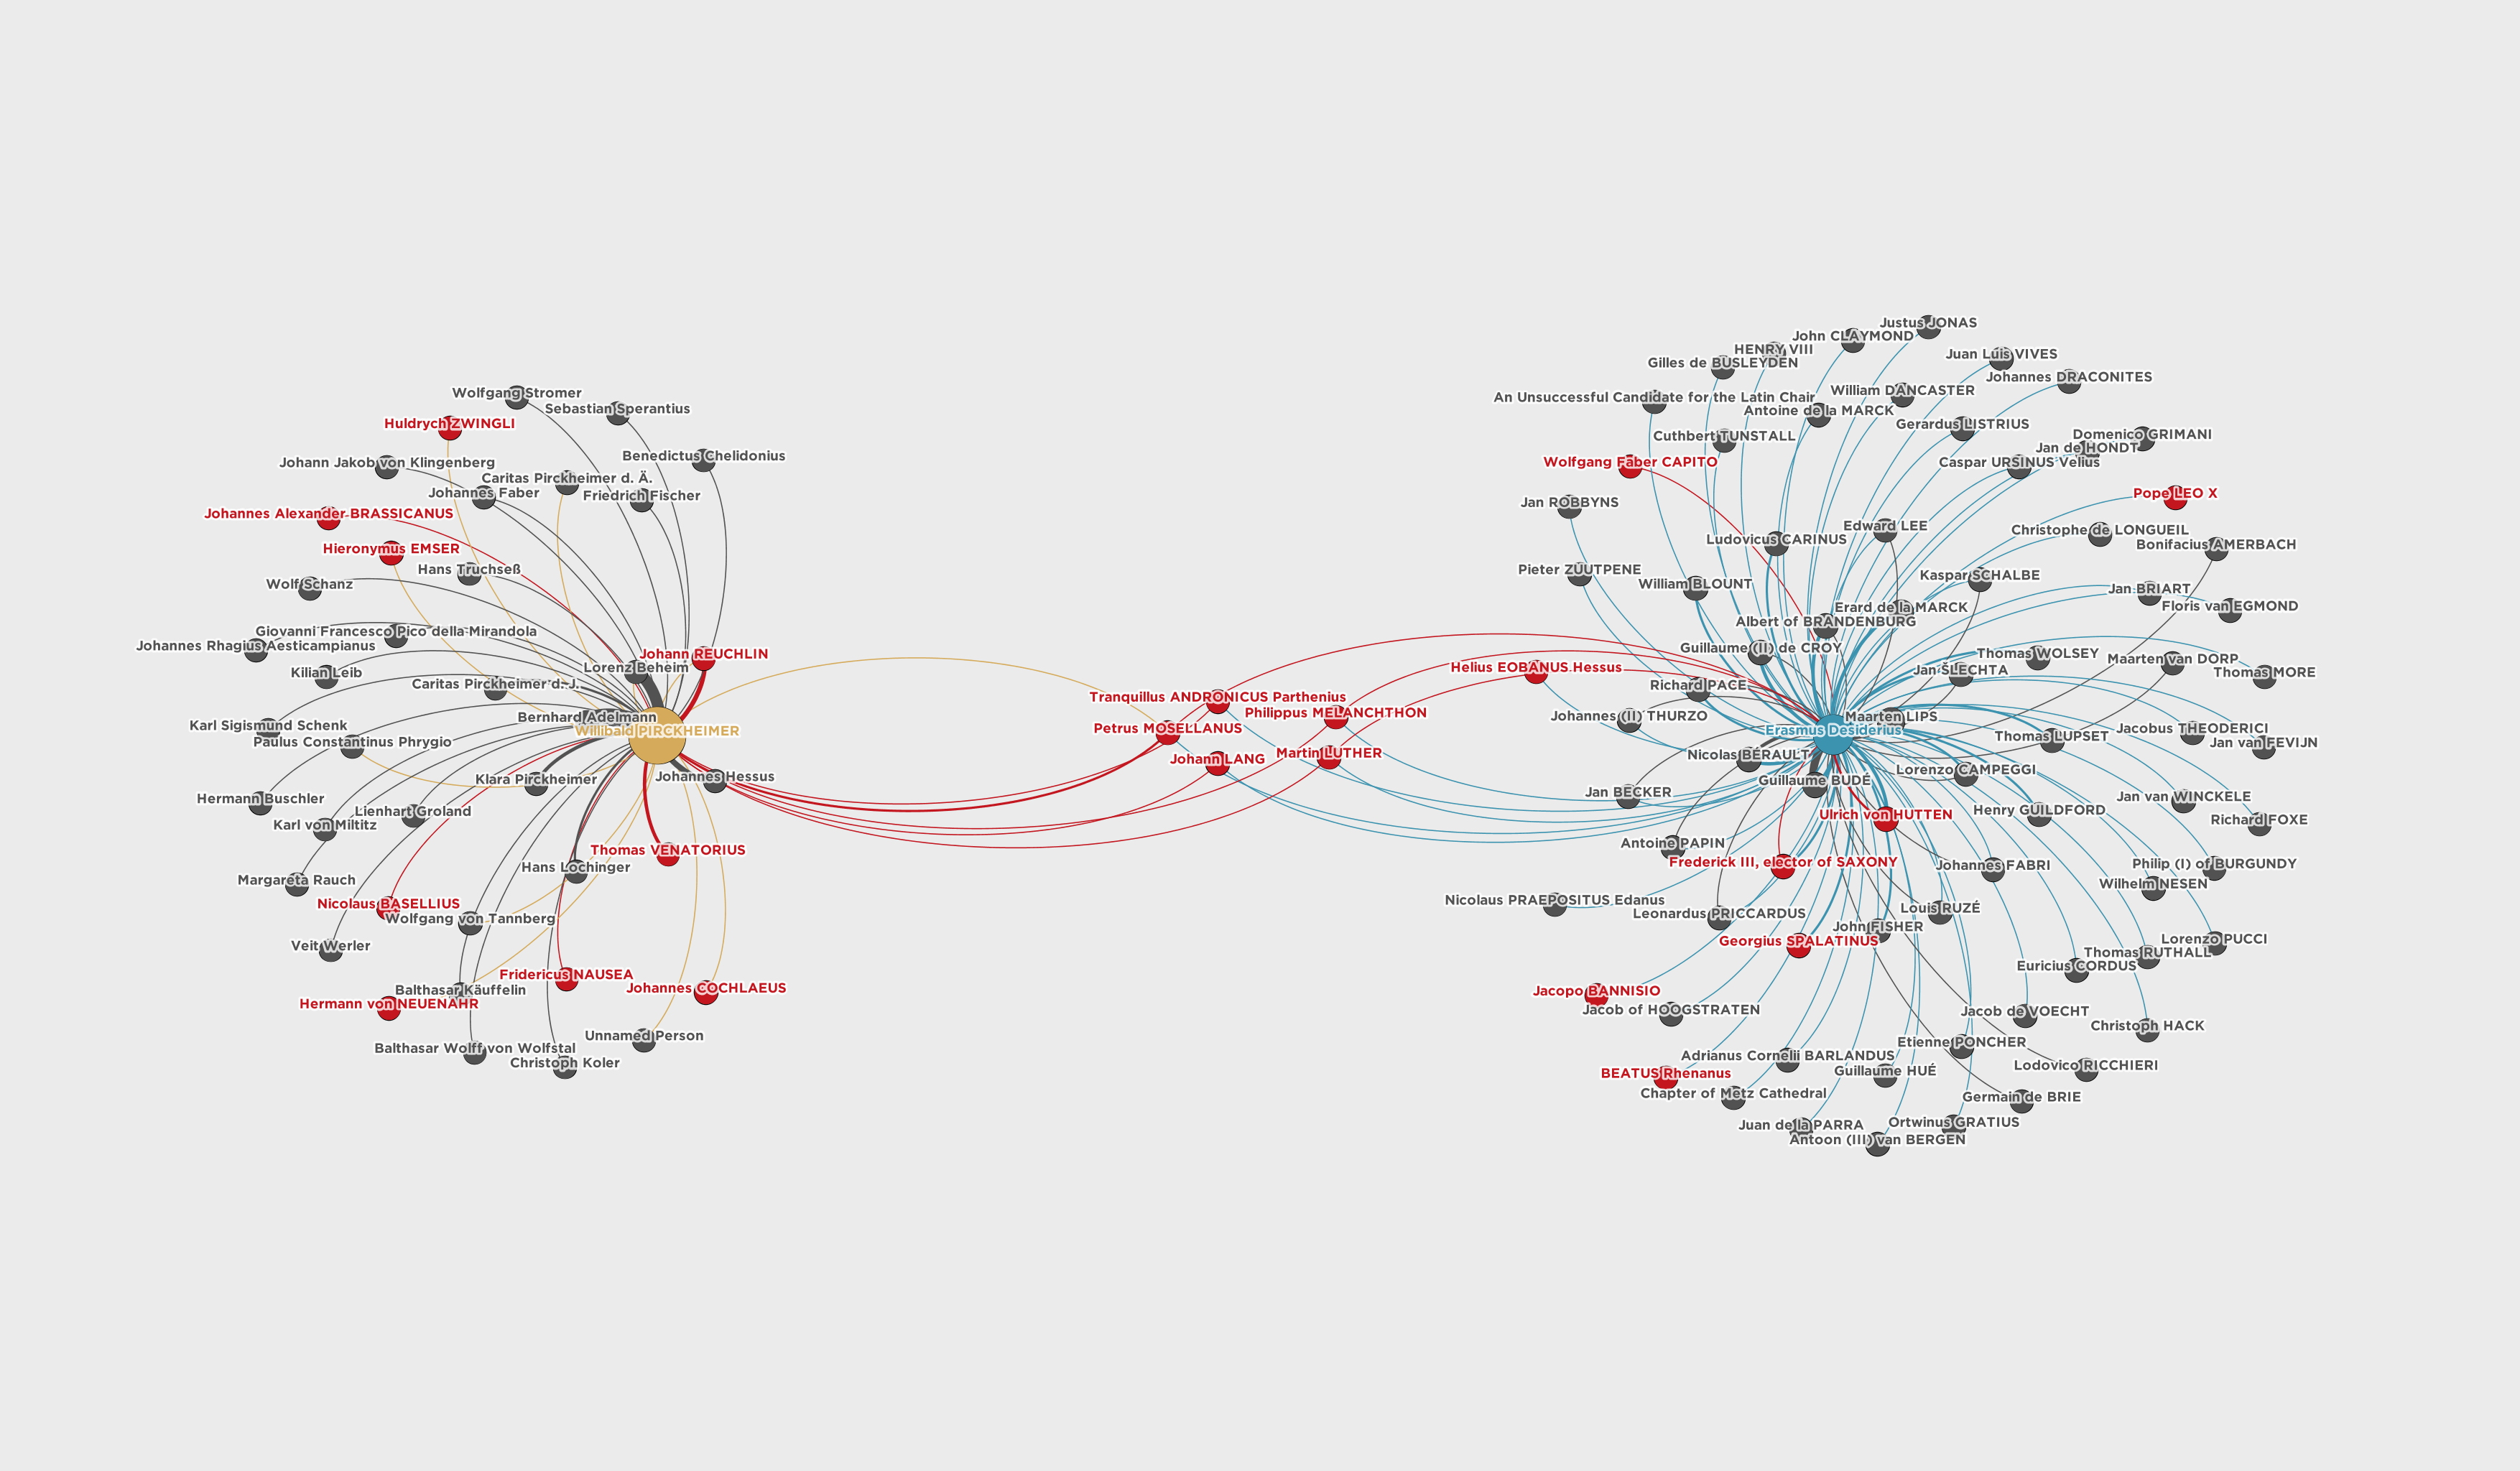 Wolfgang Stromer
Sebastian Sperantius
Huldrych ZWINGLI
Benedictus Chelidonius
Johann Jakob von Klingenberg
Caritas Pirckheimer d. Ä.
Johannes Faber
Friedrich Fischer
Johannes Alexander BRASSICANUS
Hieronymus EMSER
Hans Truchseß
Wolf Schanz
Giovanni Francesco Pico della Mirandola
Johannes Rhagius Aesticampianus
Johann REUCHLIN
Lorenz Beheim
Kilian Leib
Caritas Pirckheimer d. J.
Bernhard Adelmann
Karl Sigismund Schenk
Willibald PIRCKHEIMER
Paulus Constantinus Phrygio
Klara Pirckheimer
Johannes Hessus
Hermann Buschler
Lienhart Groland
Karl von Miltitz
Thomas VENATORIUS
Hans Lochinger
Margareta Rauch
Nicolaus BASELLIUS
Wolfgang von Tannberg
Veit Werler
Fridericus NAUSEA
Johannes COCHLAEUS
Balthasar Käuffelin
Hermann von NEUENAHR
Unnamed Person
Balthasar Wolff von Wolfstal
Christoph Koler
Tranquillus ANDRONICUS Parthenius
Philippus MELANCHTHON
Petrus MOSELLANUS
Martin LUTHER
Johann LANG
Helius EOBANUS Hessus
Justus JONAS
John CLAYMOND
HENRY VIII
Juan Luis VIVES
Gilles de BUSLEYDEN
Johannes DRACONITES
William DANCASTER
An Unsuccessful Candidate for the Latin Chair
Antoine de la MARCK
Gerardus LISTRIUS
Cuthbert TUNSTALL
Domenico GRIMANI
Jan de HONDT
Wolfgang Faber CAPITO
Caspar URSINUS Velius
Pope LEO X
Jan ROBBYNS
Edward LEE
Christophe de LONGUEIL
Ludovicus CARINUS
Bonifacius AMERBACH
Pieter ZUUTPENE
Kaspar SCHALBE
William BLOUNT
Jan BRIART
Erard de la MARCK
Floris van EGMOND
Albert of BRANDENBURG
Guillaume (II) de CROY
Thomas WOLSEY
Maarten van DORP
Jan ŠLECHTA
Thomas MORE
Richard PACE
Johannes (II) THURZO
Maarten LIPS
Erasmus Desiderius
Jacobus THEODERICI
Thomas LUPSET
Jan van FEVIJN
Nicolas BÉRAULT
Lorenzo CAMPEGGI
Guillaume BUDÉ
Jan BECKER
Jan van WINCKELE
Henry GUILDFORD
Ulrich von HUTTEN
Richard FOXE
Antoine PAPIN
Frederick III, elector of SAXONY
Johannes FABRI
Philip (I) of BURGUNDY
Wilhelm NESEN
Nicolaus PRAEPOSITUS Edanus
Louis RUZÉ
Leonardus PRICCARDUS
John FISHER
Georgius SPALATINUS
Lorenzo PUCCI
Thomas RUTHALL
Euricius CORDUS
Jacopo BANNISIO
Jacob of HOOGSTRATEN
Jacob de VOECHT
Christoph HACK
Etienne PONCHER
Adrianus Cornelii BARLANDUS
Lodovico RICCHIERI
Guillaume HUÉ
BEATUS Rhenanus
Chapter of Metz Cathedral
Germain de BRIE
Juan de la PARRA
Ortwinus GRATIUS
Antoon (III) van BERGEN